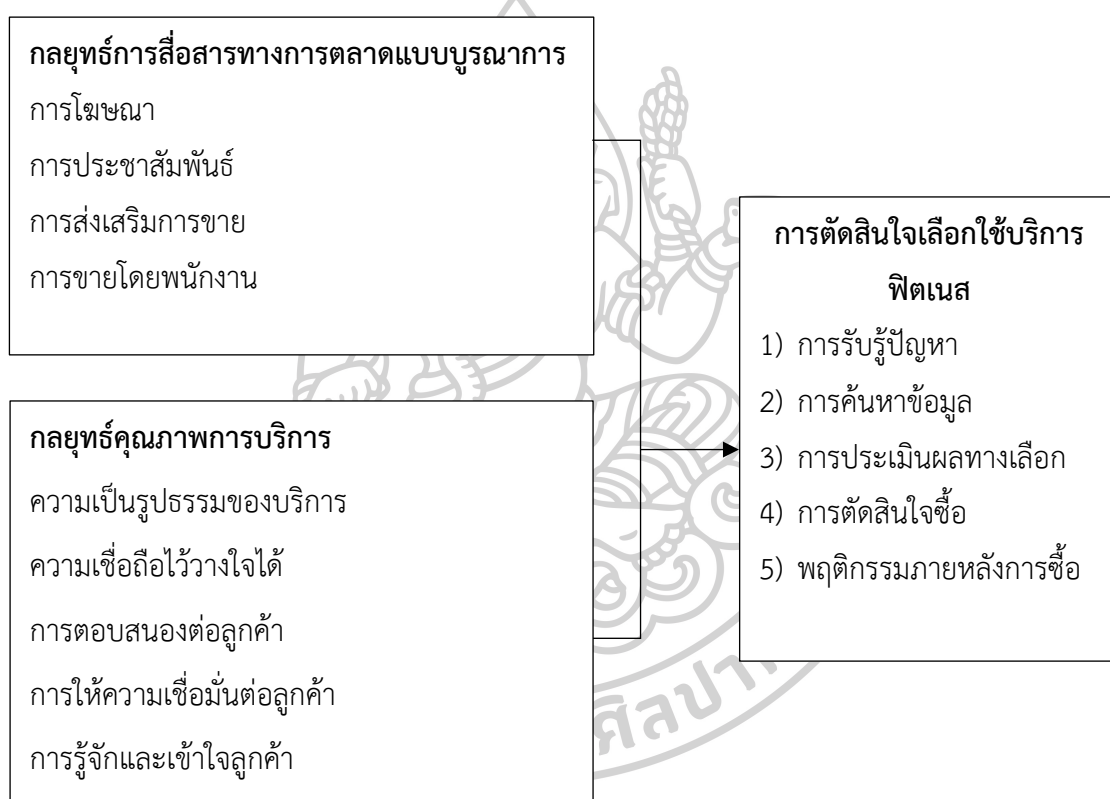 กลยุทธ์การสื่อสารทางการตลาดแบบบูรณาการ
การโฆษณา
การประชาสัมพันธ์
การส่งเสริมการขาย
การขายโดยพนักงาน
กลยุทธ์คุณภาพการบริการ
ความเป็นรูปธรรมของบริการ
ความเชื่อถือไว้วางใจได้
การตอบสนองต่อลูกค้า
การให้ความเชื่อมั่นต่อลูกค้า
การรู้จักและเข้าใจลูกค้า
การตัดสินใจเลือกใช้บริการ
ฟิตเนส
1) การรับรู้ปัญหา
2) การค้นหาข้อมูล
3) การประเมินผลทางเลือก
4) การตัดสินใจซื้อ
5) พฤติกรรมภายหลังการซื้อ